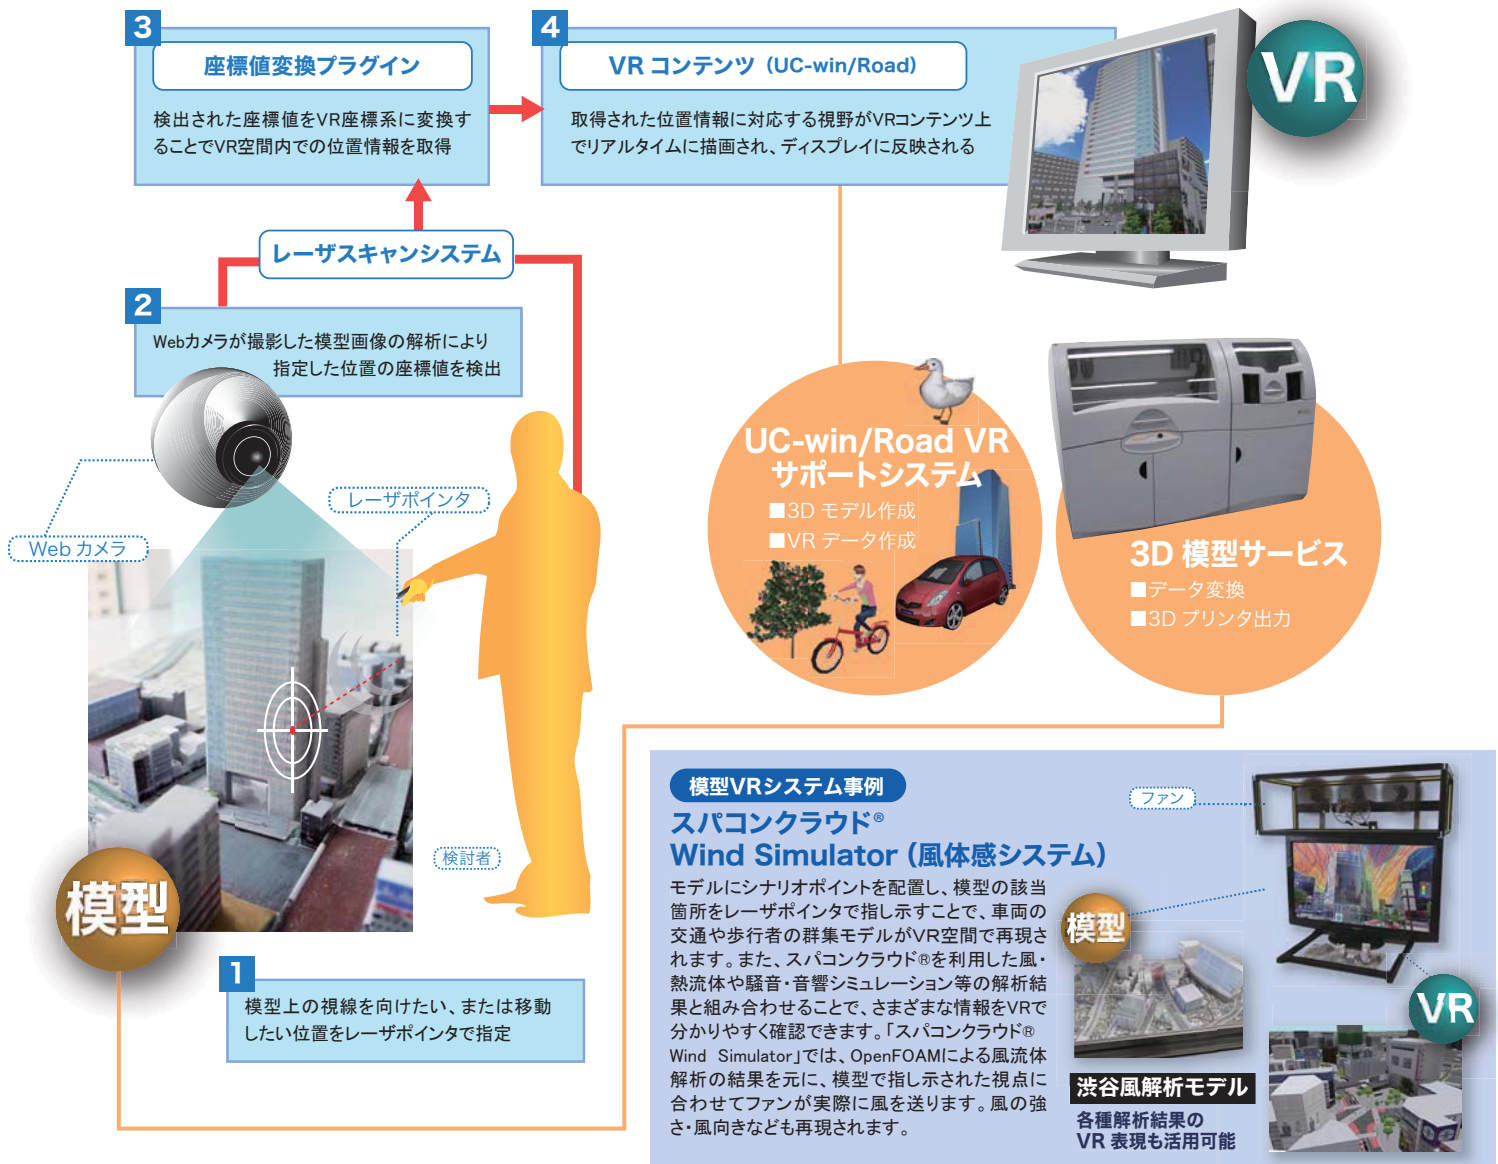 3
座標値変換プラグイン
検出された座標値をVR座標系に変換す
ることでVR空間内での位置情報を取得
4
VR コンテンツ（UC-win/Road）
取得された位置情報に対応する視野がVRコンテンツ上
でリアルタイムに描画され、ディスプレイに反映される
VR
レーザスキャンシステム
2
Webカメラが撮影した模型画像の解析により
指定した位置の座標値を検出
レーザポインタ
Web カメラ
検討者
模型
1
模型上の視線を向けたい、または移動
したい位置をレーザポインタで指定
UC-win/Road VR
サポートシステム
■3D モデル作成
■VR データ作成
3D 模型サービス
■データ変換
■3D プリンタ出力
模型VRシステム事例
スパコンクラウド®
Wind Simulator（風体感システム）
モデルにシナリオポイントを配置し、模型の該当
箇所をレーザポインタで指し示すことで、車両の
交通や歩行者の群集モデルがVR空間で再現さ
れます。また、スパコンクラウド®を利用した風・
熱流体や騒音・音響シミュレーション等の解析結
果と組み合わせることで、さまざまな情報をVRで
分かりやすく確認できます。「スパコンクラウド®
Wind Simulator」では、OpenFOAMによる風流体
解析の結果を元に、模型で指し示された視点に
合わせてファンが実際に風を送ります。風の強
さ・風向きなども再現されます。
ファン
模型
VR
渋谷風解析モデル
各種解析結果の
VR 表現も活用可能